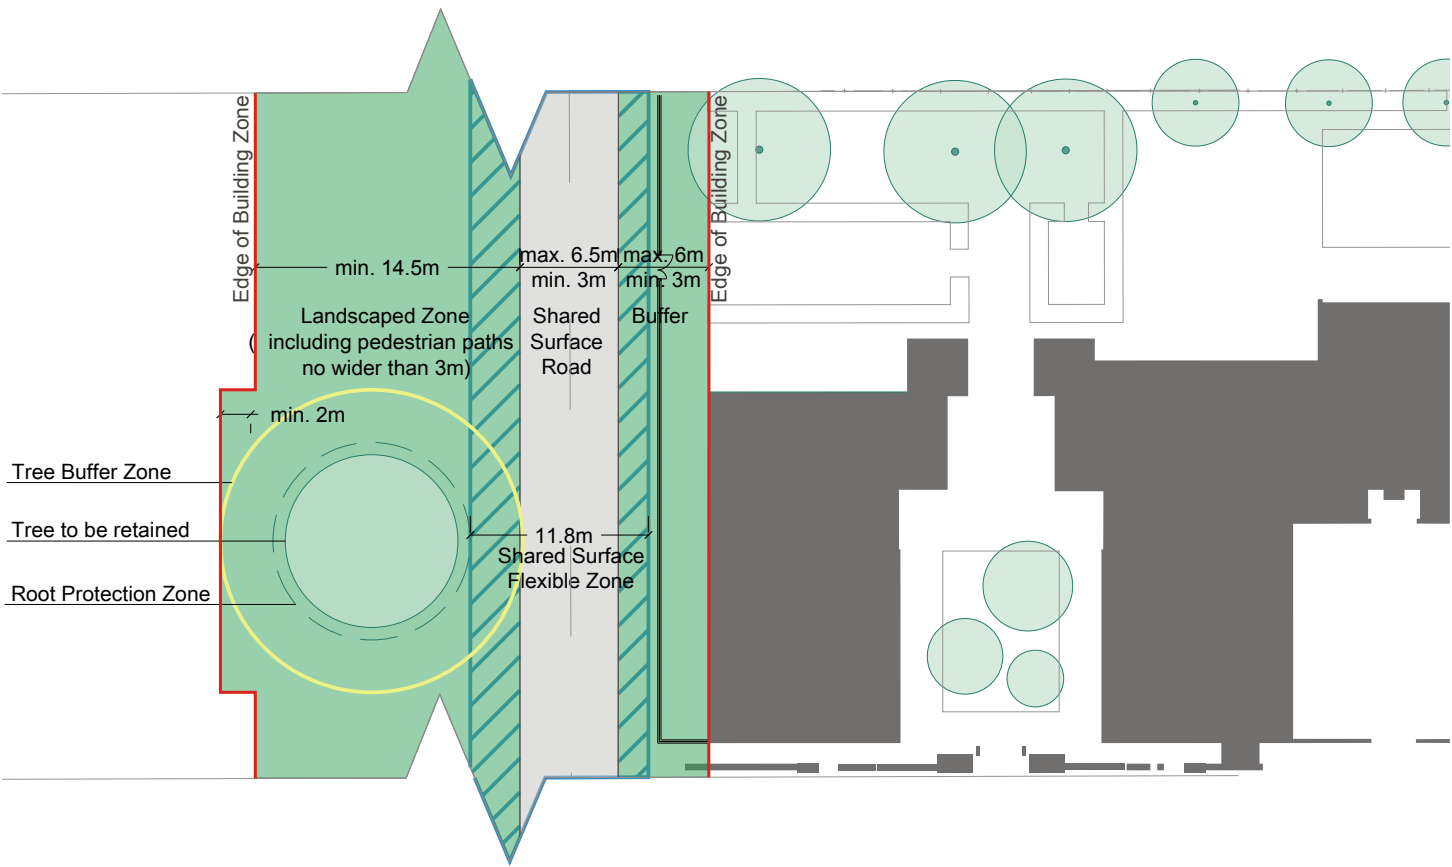 Edge of Building Zone
Edge of Building Zone
min. 14.5m
max. 6.5m
min. 3m
max. 6m
min. 3m
Landscaped Zone
( including pedestrian paths
no wider than 3m)
Shared
Surface
Road
Buffer
min. 2m
Tree Buffer Zone
Tree to be retained
Root Protection Zone
11.8m
Shared Surface
Flexible Zone